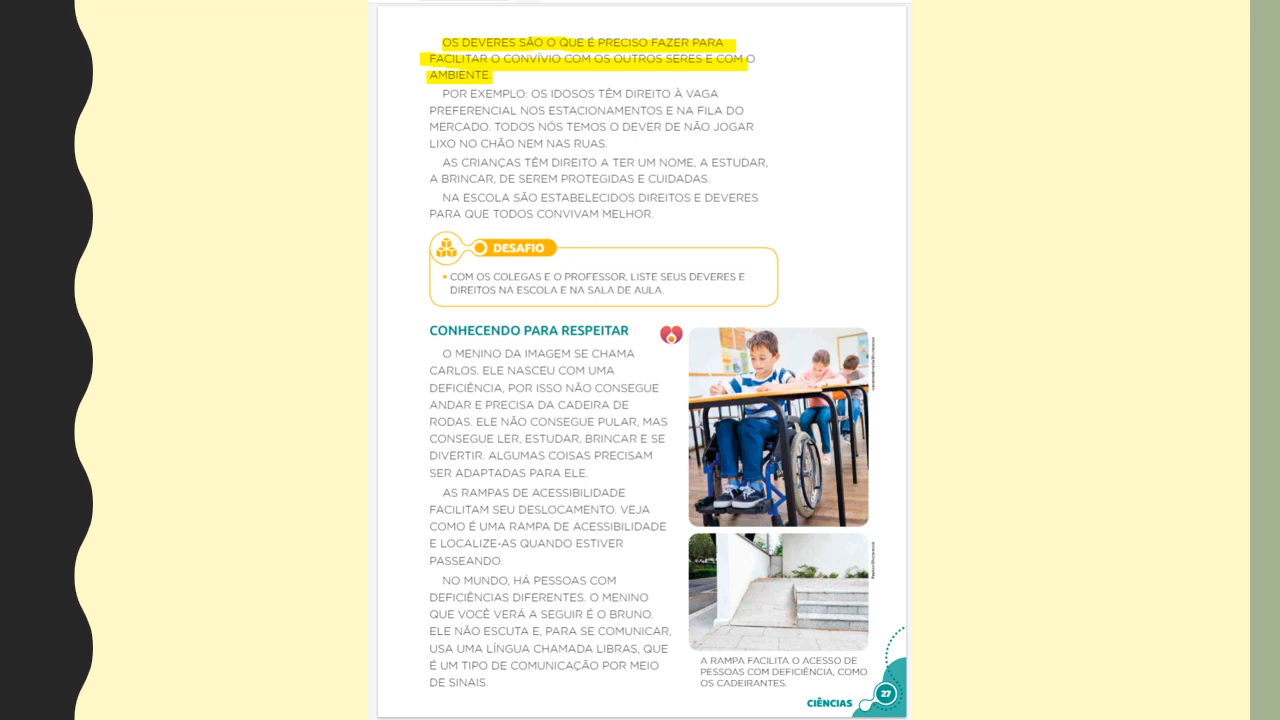 OS DEVERES SÃO O QUE É PRECISO FAZER PARA
FACILITAR O CONVÍVIO COM OS OUTROS SERES E COM O
AMBIENTE.
POR EXEMPLO: OS IDOSOS TÊM DIREITO À VAGA
PREFERENCIAL NOS ESTACIONAMENTOS E NA FILA DO
MERCADO. TODOS NÓS TEMOS O DEVER DE NÃO JOGAR
LIXO NO CHÃO NEM NAS RUAS.
AS CRIANÇAS TÊM DIREITO A TER UM NOME, A ESTUDAR,
A BRINCAR, DE SEREM PROTEGIDAS E CUIDADAS.
NA ESCOLA SÃO ESTABELECIDOS DIREITOS E DEVERES
PARA QUE TODOS CONVIVAM MELHOR.
DESAFIO
• COM OS COLEGAS E O PROFESSOR, LISTE SEUS DEVERES E
DIREITOS NA ESCOLA E NA SALA DE AULA.
CONHECENDO PARA RESPEITAR
O MENINO DA IMAGEM SE CHAMA
CARLOS. ELE NASCEU COM UMA
DEFICIÊNCIA, POR ISSO NÃO CONSEGUE
ANDAR E PRECISA DA CADEIRA DE
RODAS. ELE NÃO CONSEGUE PULAR, MAS
CONSEGUE LER, ESTUDAR, BRINCAR E SE
DIVERTIR. ALGUMAS COISAS PRECISAM
SER ADAPTADAS PARA ELE.
AS RAMPAS DE ACESSIBILIDADE
FACILITAM SEU DESLOCAMENTO. VEJA
COMO É UMA RAMPA DE ACESSIBILIDADE
E LOCALIZE-AS QUANDO ESTIVER
PASSEANDO.
NO MUNDO, HÁ PESSOAS COM
DEFICIÊNCIAS DIFERENTES. O MENINO
QUE VOCÊ VERÁ A SEGUIR É O BRUNO.
ELE NÃO ESCUTA E, PARA SE COMUNICAR,
USA UMA LÍNGUA CHAMADA LIBRAS, QUE
É UM TIPO DE COMUNICAÇÃO POR MEIO
DE SINAIS.
A RAMPA FACILITA O ACESSO DE
PESSOAS COM DEFICIÊNCIA, COMO
OS CADEIRANTES.
CIÊNCIAS
27